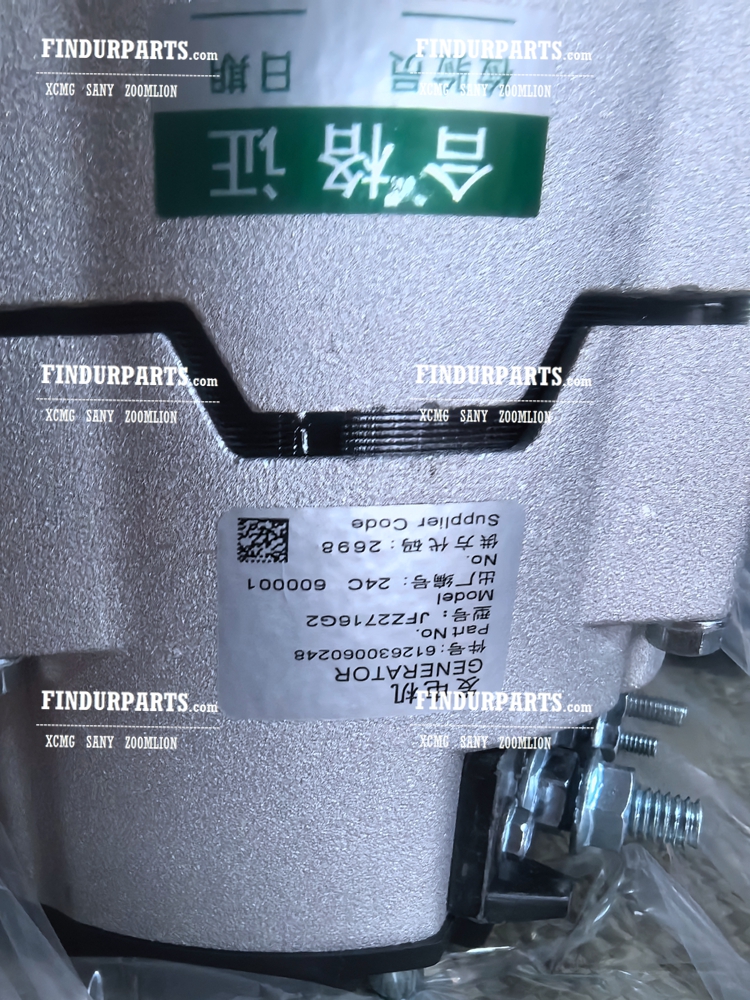 FINDURPARTS.com
XCMG SANY ZOOMLION
FINDURPARTS.com
XCMG SANY ZOOMLION
合格证
检验员
日期
FINDURPARTS.com
XCMG SANY ZOOMLION
FINDURPARTS.com
XCMG SANY ZOOMLION
发电机
GENERATOR
件号:612630060248
Part No.
型号: JFZ2716G2
Model
出厂编号: 24C 600001
No.
供方代码: 2698
Supplier Code
FINDURPARTS.com
XCMG SANY ZOOMLION
FINDURPARTS.com
XCMG SANY ZOOMLION